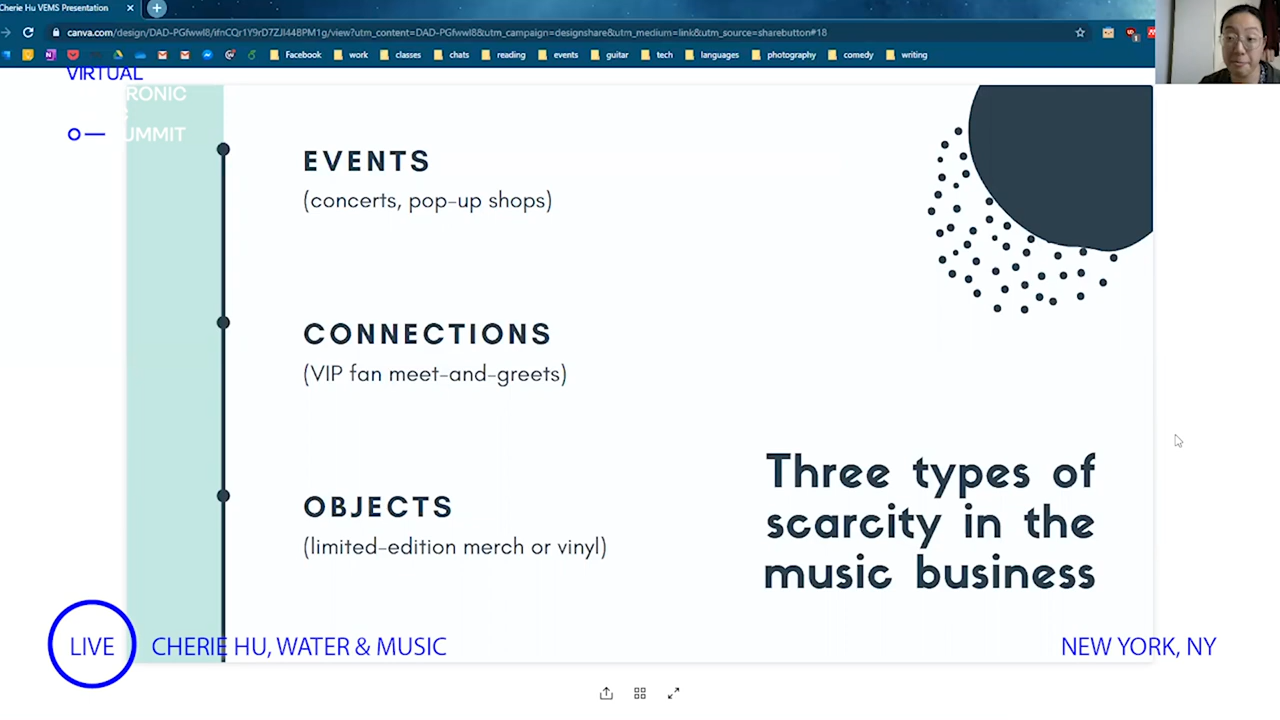 Cherie Hu VEMS Presentation
canva.com/design/DAD-PGfwwI8/ifnCQr1Y9rD7ZJI448PM1g/view?utm_content=DAD-PGfwwI8&utm_campaign=designshare&utm_medium=link&utm_source=sharebutton#18
Facebook work classes chats reading events guitar tech languages photography comedy writing
VIRTUAL
RONIC
UMMIT
EVENTS
(concerts, pop-up shops)
CONNECTIONS
(VIP fan meet-and-greets)
OBJECTS
(limited-edition merch or vinyl)
Three types of
scarcity in the
music business
LIVE CHERIE HU, WATER & MUSIC
NEW YORK, NY